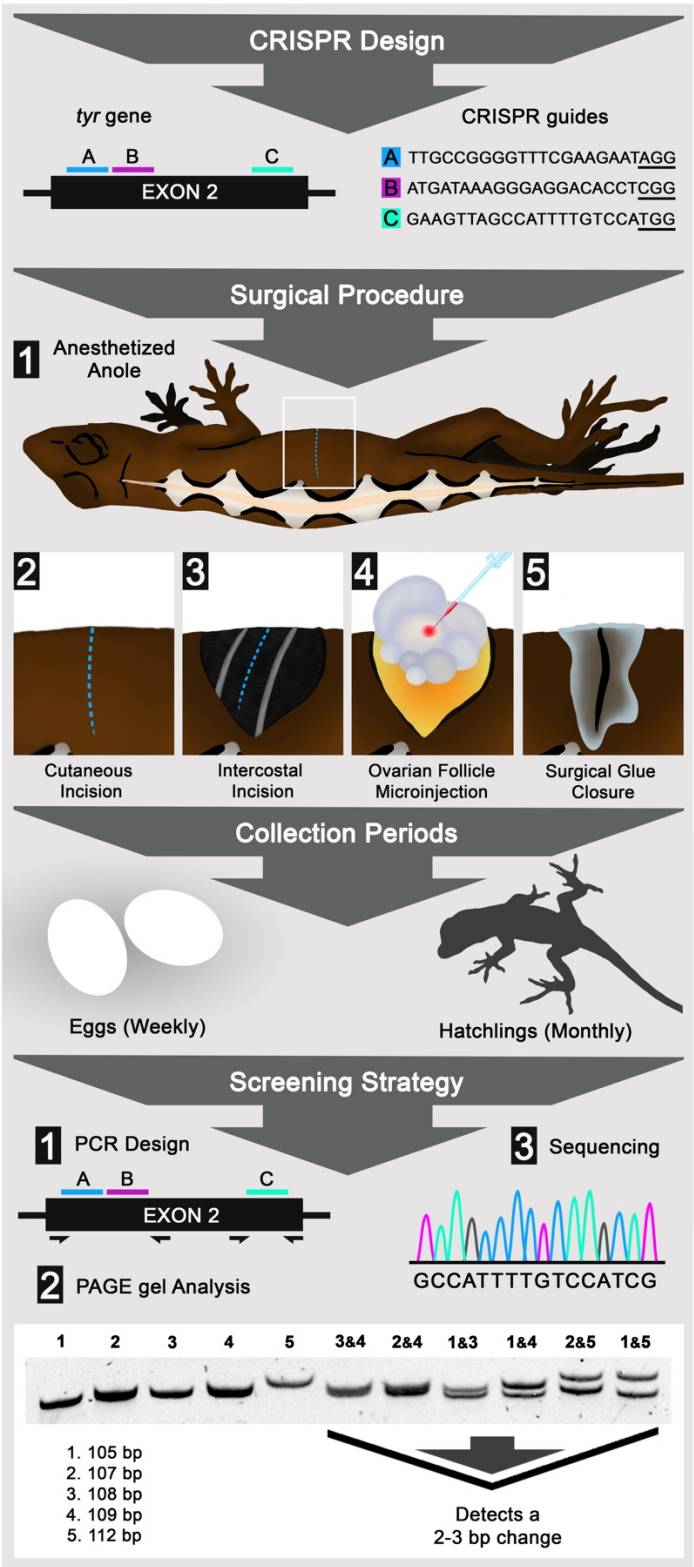 CRISPR Design
tyr gene
A B C
EXON 2
CRISPR guides
A TTGCCGGGGTTTCGAAGAATAGG
B ATGATAAAGGGAGGACACCTCGG
C GAAGTTAGCCATTTTGTCCATGG
Surgical Procedure
1 Anesthetized
Anole
2 3 4 5
Cutaneous
Incision
Intercostal
Incision
Ovarian Follicle
Microinjection
Surgical Glue
Closure
Collection Periods
Eggs (Weekly)
Hatchlings (Monthly)
Screening Strategy
1 PCR Design
A B C
EXON 2
3 Sequencing
GCCATTTTGTCCATCG
2 PAGE gel Analysis
1 2 3 4 5 3&4 2&4 1&3 1&4 2&5 1&5
1. 105 bp
2. 107 bp
3. 108 bp
4. 109 bp
5. 112 bp
Detects a
2-3 bp change